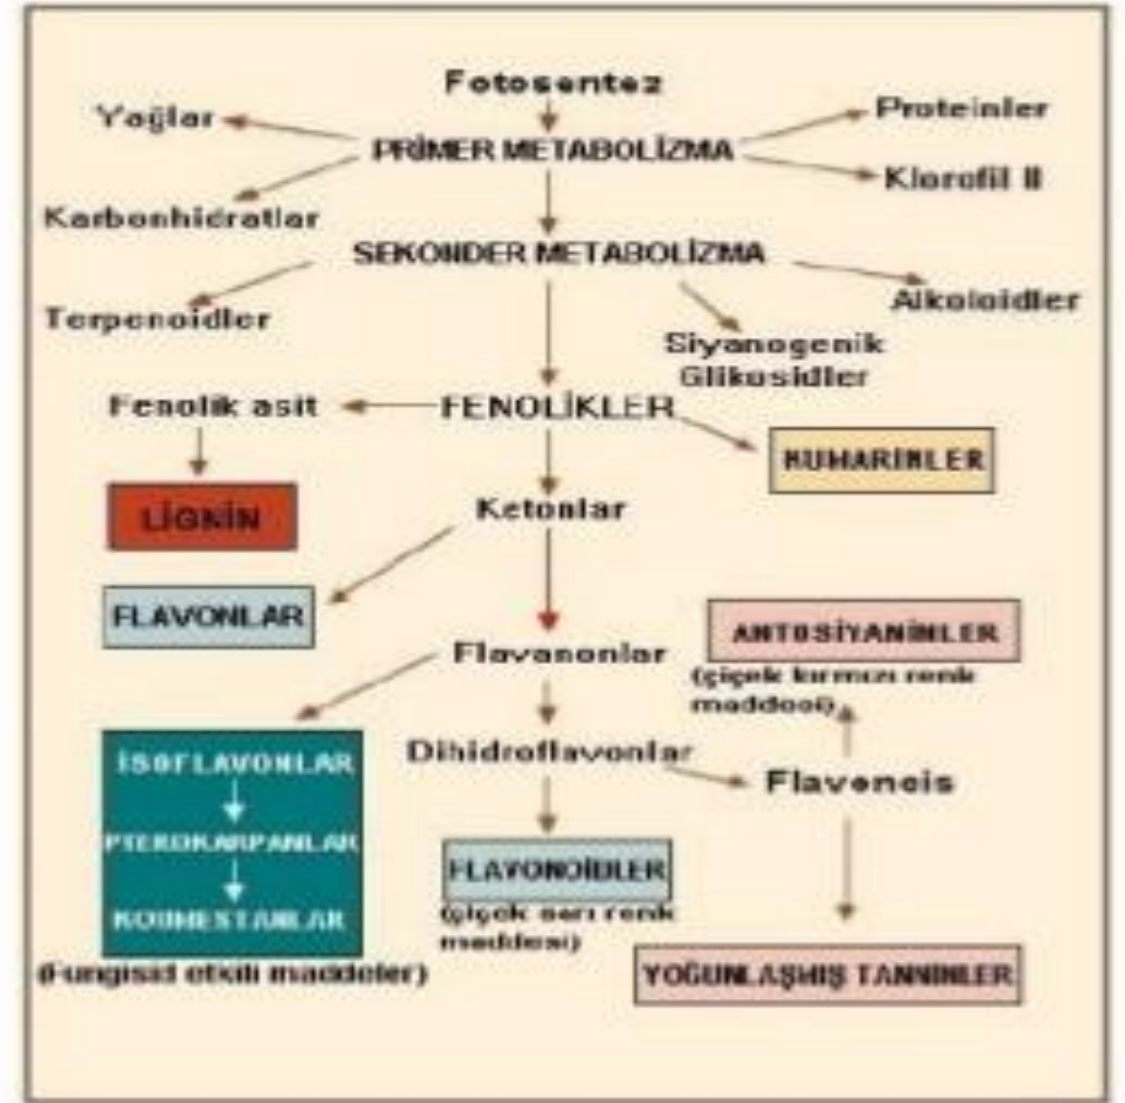 Fotosentez
Yağlar
Proteinler
PRİMER METABOLİZMA
Klorofil II
Karbonhidratlar
SEKONDER METABOLİZMA
Alkoloidler
Terpenoidler
Siyanogenik
Glikosidler
Fenolik asit
FENOLİKLER
KUMARİNLER
LİGNİN
Ketonlar
FLAVONLAR
ANTOSİYANİNLER
Flavanonlar
(çiçek kırmızı renk
maddesi)
İSOFLAVONLAR
Dihidroflavonlar
PTEROKARPANLAR
FLAVONOİDLER
KOUMESTANLAR
(çiçek sarı renk
maddesi)
(Fungisid etkili maddeler)
YOĞUNLAŞMIŞ TANNİNLER